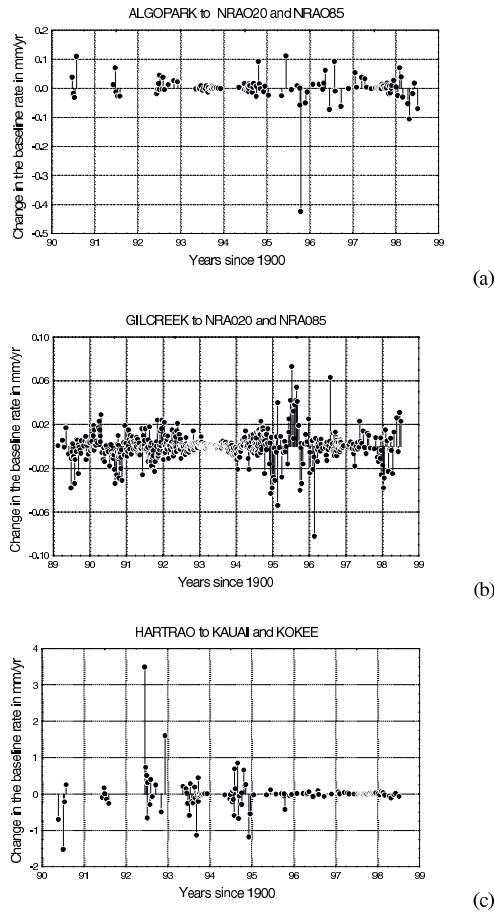 ALGOPARK to NRAO20 and NRAO85
Change in the baseline rate in mm/yr
0.2
0.1
0.0
-0.1
-0.2
-0.3
-0.4
-0.5
90 91 92 93 94 95 96 97 98 99
Years since 1900
(a)
GILCREEK to NRA020 and NRA085
Change in the baseline rate in mm/yr
0.10
0.06
0.02
-0.02
-0.06
-0.10
89 90 91 92 93 94 95 96 97 98 99
Years since 1900
(b)
HARTRAO to KAUAII and KOKEE
Change in the baseline rate in mm/yr
4
3
2
1
0
-1
-2
90 91 92 93 94 95 96 97 98 99
Years since 1900
(c)